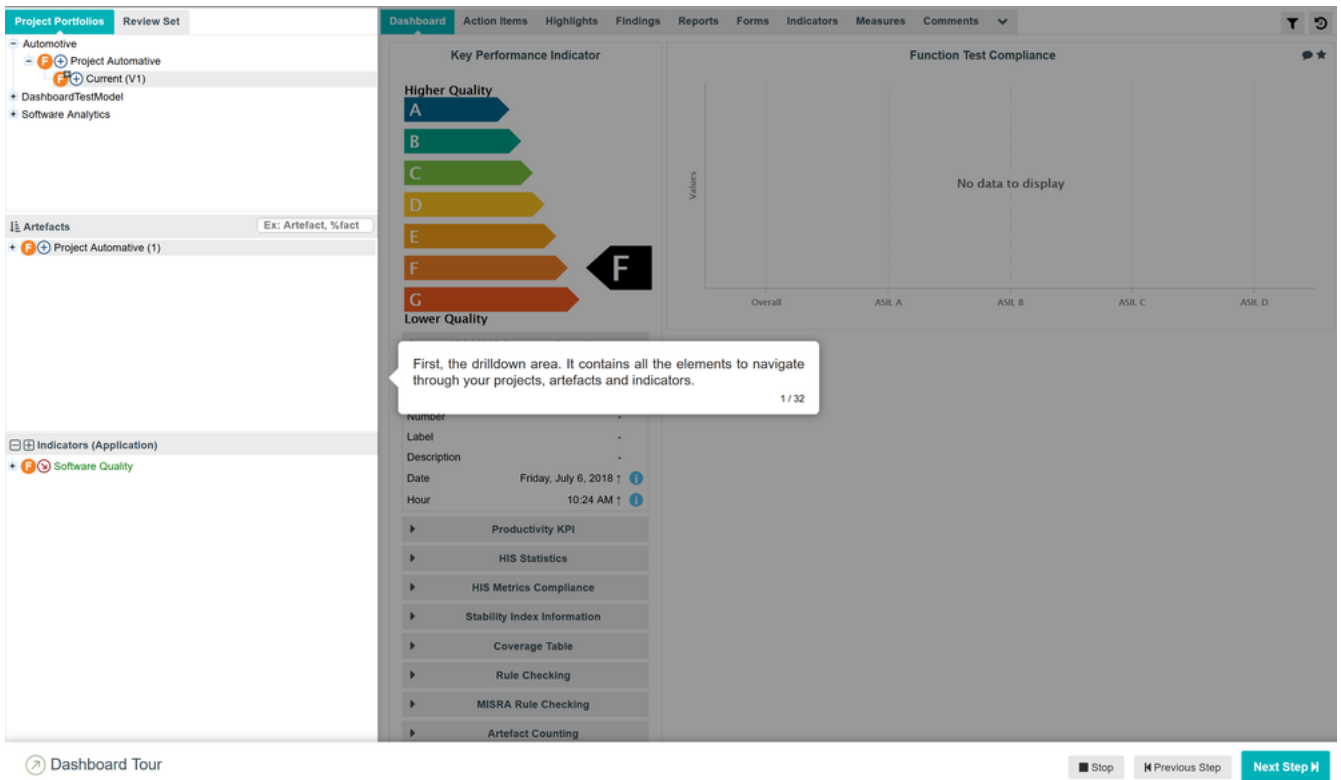 Project Portfolios Review Set
Automotive
F Project Automotive
F Current (V1)
DashboardTestModel
Software Analytics
Artefacts Ex: Artefact, %fact
F Project Automative (1)
Indicators (Application)
F Software Quality
Dashboard Action Items Highlights Findings Reports Forms Indicators Measures Comments
Key Performance Indicator
Higher Quality
A
B
C
D
E
F F
G
Lower Quality
Function Test Compliance
Values
No data to display
Overall ASIL A ASIL B ASIL C ASIL D
First, the drilldown area. It contains all the elements to navigate
through your projects, artefacts and indicators.
1 / 32
Number -
Label -
Description -
Date Friday, July 6, 2018 ↑ i
Hour 10:24 AM ↑ i
Productivity KPI
HIS Statistics
HIS Metrics Compliance
Stability Index Information
Coverage Table
Rule Checking
MISRA Rule Checking
Artefact Counting
Dashboard Tour
Stop Previous Step Next Step